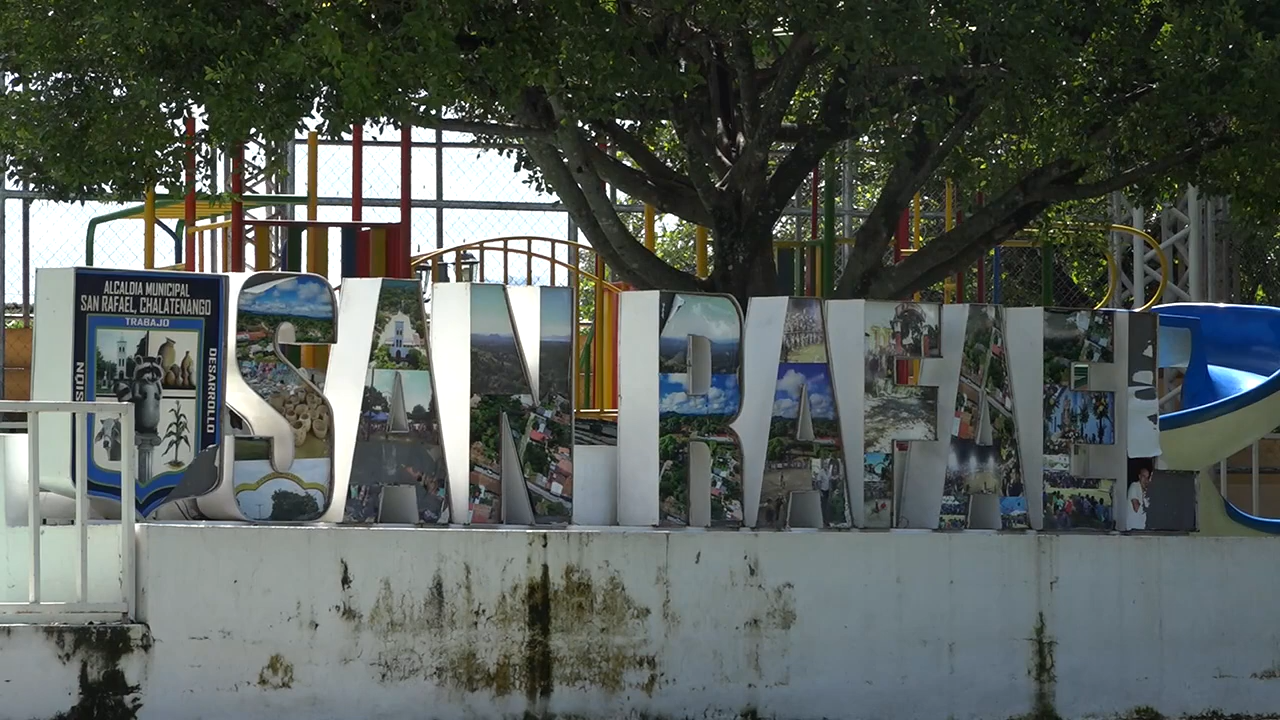 ALCALDIA MUNICIPAL
SAN RAFAEL, CHALATENANGO
TRABAJO
DESARROLLO
SAN RAFAEL